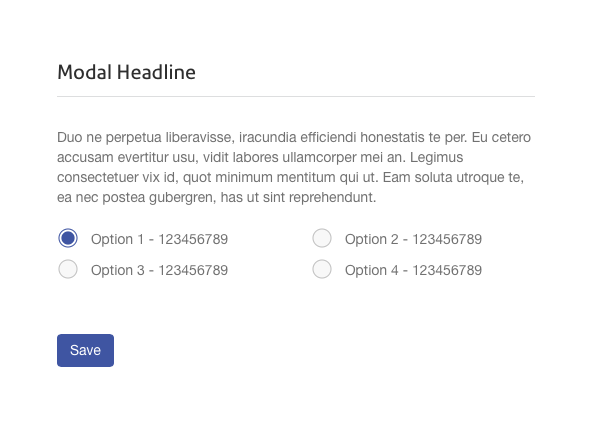 Modal Headline
Duo ne perpetua liberavisse, iracundia efficiendi honestatis te per. Eu cetero
accusam evertitur usu, vidit labores ullamcorper mei an. Legimus
consectetuer vix id, quot minimum mentitum qui ut. Eam soluta utroque te,
ea nec postea gubergren, has ut sint reprehendunt.
Option 1 - 123456789 Option 2 - 123456789
Option 3 - 123456789 Option 4 - 123456789
Save